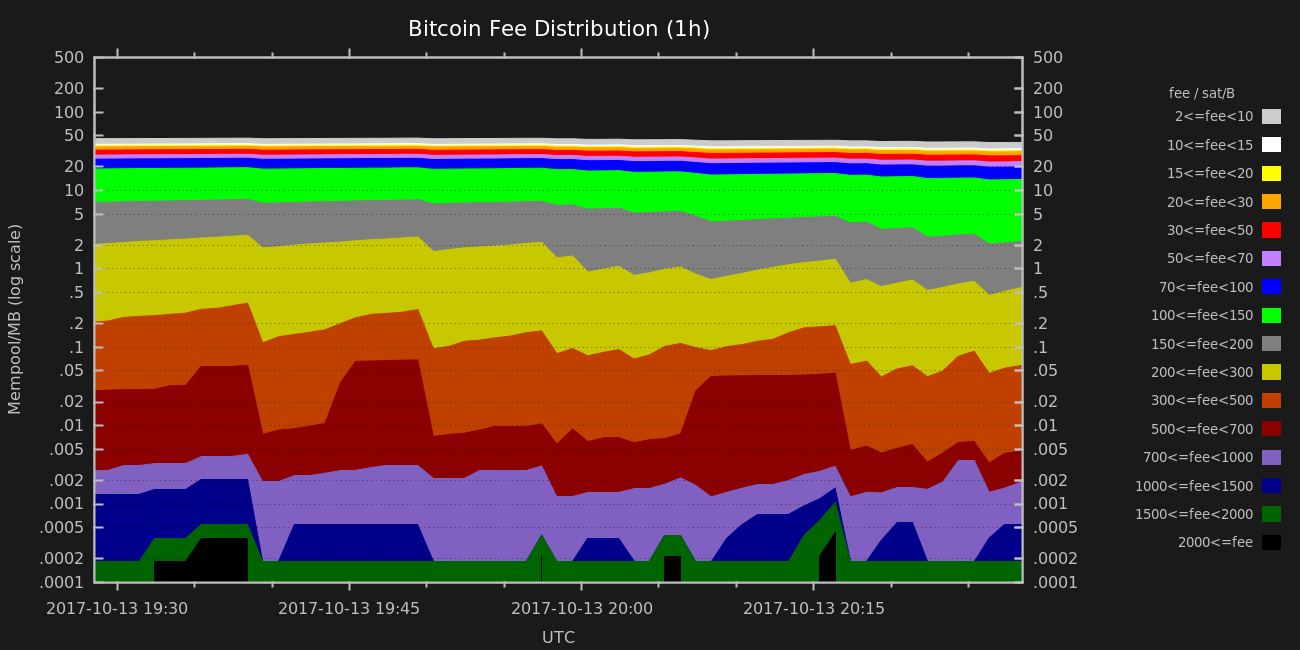 Bitcoin Fee Distribution (1h)
500
200
100
50
20
10
5
2
1
.5
.2
.1
.05
.02
.01
.005
.002
.001
.0005
.0002
.0001
Mempool/MB (log scale)
500
200
100
50
20
10
5
2
1
.5
.2
.1
.05
.02
.01
.005
.002
.001
.0005
.0002
.0001
2017-10-13 19:30
2017-10-13 19:45
2017-10-13 20:00
2017-10-13 20:15
UTC
fee / sat/B
2<=fee<10
10<=fee<15
15<=fee<20
20<=fee<30
30<=fee<50
50<=fee<70
70<=fee<100
100<=fee<150
150<=fee<200
200<=fee<300
300<=fee<500
500<=fee<700
700<=fee<1000
1000<=fee<1500
1500<=fee<2000
2000<=fee